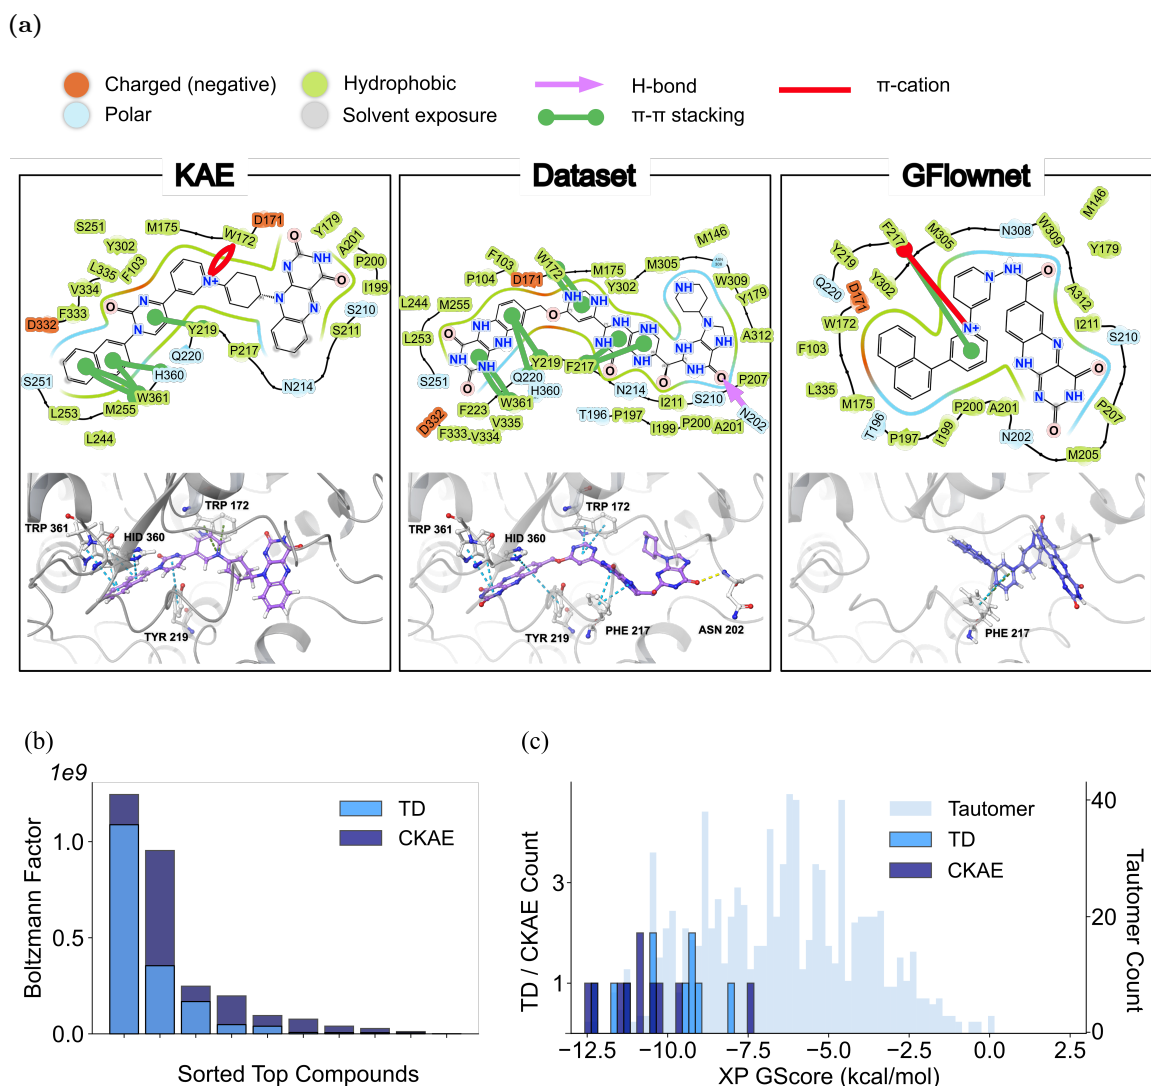 (a)
Charged (negative)
Hydrophobic
H-bond
π-cation
Polar
Solvent exposure
π-π stacking
KAE
S251
M175
W172
D171
Y179
Y302
A201
L335
F103
P200
V334
I199
F333
S210
D332
S211
Y219
P217
Q220
H360
N214
S251
W361
L253
M255
L244
O
N
N
N+
N
O
NH
O
N
N
TRP 172
TRP 361
HID 360
TYR 219
Dataset
M146
F103
W172
M305
P104
D171
M175
Y302
W309
L244
M255
Y179
L253
A312
S251
Y219
F217
Q220
H360
N214
S210
P207
I211
F223
W361
T196
P197
N202
D332
V335
I199
P200
A201
F333
V334
NH
NH
NH
N
O
O
O
TRP 172
TRP 361
HID 360
TYR 219
PHE 217
ASN 202
GFlownet
M146
F217
M305
N308
W309
Y179
Y219
Y302
Q220
D171
A312
W172
I211
S210
F103
L335
M175
P200
A201
P207
T196
P197
I199
N202
M205
N
NH
O
N+
N
N
O
N
NH
O
PHE 217
(b)
1e9
1.0
0.5
0.0
Boltzmann Factor
TD
CKAE
Sorted Top Compounds
(c)
TD / CKAE Count
3
1
Tautomer
TD
CKAE
40
20
0
Tautomer Count
−12.5
−10.0
−7.5
−5.0
−2.5
0.0
2.5
XP GScore (kcal/mol)